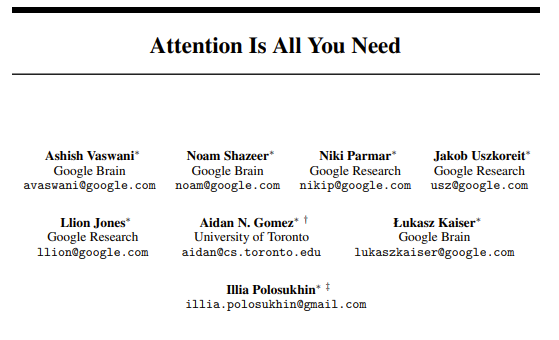 Attention Is All You Need
Ashish Vaswani* Noam Shazeer* Niki Parmar* Jakob Uszkoreit*
Google Brain Google Brain Google Research Google Research
avaswani@google.com noam@google.com nikip@google.com usz@google.com
Llion Jones* Aidan N. Gomez* † Łukasz Kaiser*
Google Research University of Toronto Google Brain
llion@google.com aidan@cs.toronto.edu lukaszkaiser@google.com
Illia Polosukhin* ‡
illia.polosukhin@gmail.com